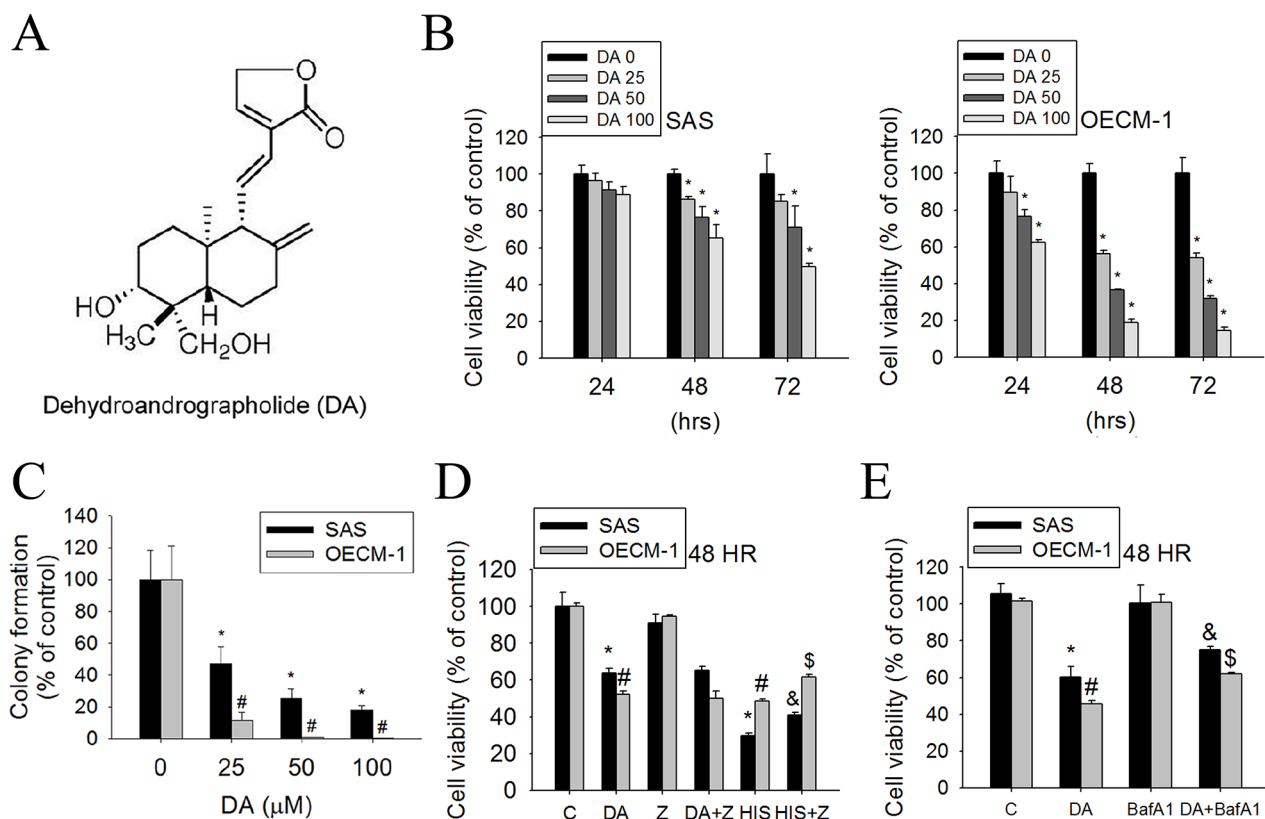 A
O
O
HO
H
H₃C
CH₂OH
Dehydroandrographolide (DA)
B
DA 0
DA 25
DA 50
DA 100
SAS
Cell viability (% of control)
120
100
80
60
40
20
0
* * *
* *
24 48 72
(hrs)
DA 0
DA 25
DA 50
DA 100
OECM-1
Cell viability (% of control)
120
100
80
60
40
20
0
* *
* * *
* * *
24 48 72
(hrs)
C
SAS
OECM-1
Colony formation
(% of control)
140
120
100
80
60
40
20
0
* # * # * #
0 25 50 100
DA (μM)
D
SAS
OECM-1
48 HR
Cell viability (% of control)
120
100
80
60
40
20
0
* # * # & $
C DA Z DA+Z HIS HIS+Z
E
SAS
OECM-1
48 HR
Cell viability (% of control)
120
100
80
60
40
20
0
* # & $
C DA BafA1 DA+BafA1